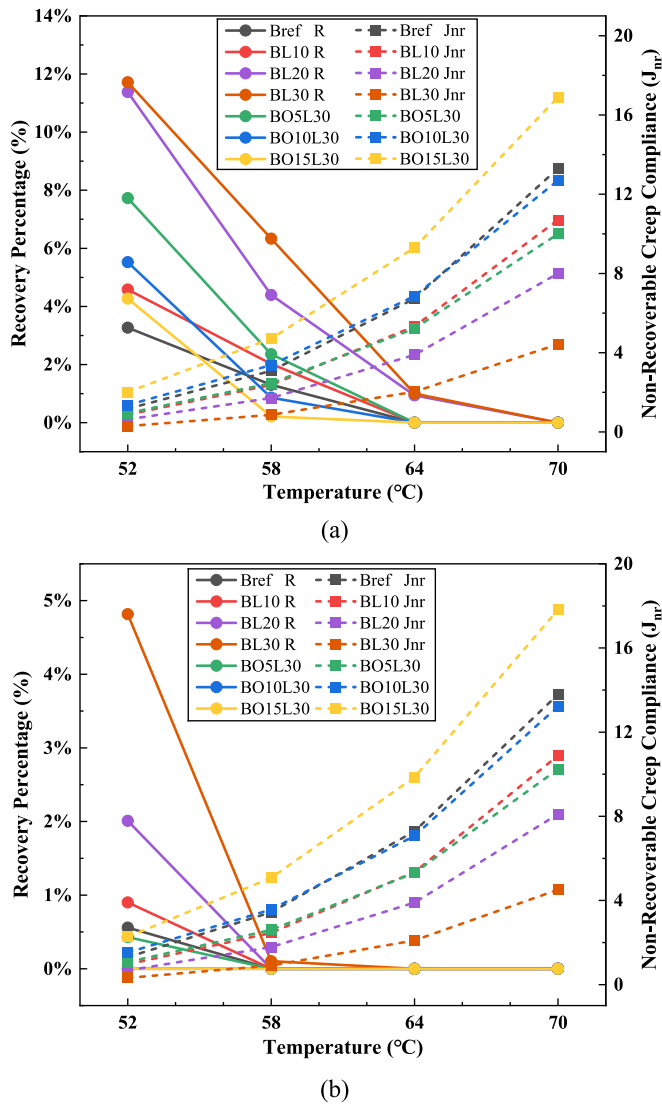 14%
12%
10%
8%
6%
4%
2%
0%
Recovery Percentage (%)
Bref R Bref Jnr
BL10 R BL10 Jnr
BL20 R BL20 Jnr
BL30 R BL30 Jnr
BO5L30 BO5L30
BO10L30 BO10L30
BO15L30 BO15L30
20
16
12
8
4
0
Non-Recoverable Creep Compliance (Jnr)
52 58 64 70
Temperature (℃)
(a)
5%
4%
3%
2%
1%
0%
Recovery Percentage (%)
Bref R Bref Jnr
BL10 R BL10 Jnr
BL20 R BL20 Jnr
BL30 R BL30 Jnr
BO5L30 BO5L30
BO10L30 BO10L30
BO15L30 BO15L30
20
16
12
8
4
0
Non-Recoverable Creep Compliance (Jnr)
52 58 64 70
Temperature (℃)
(b)